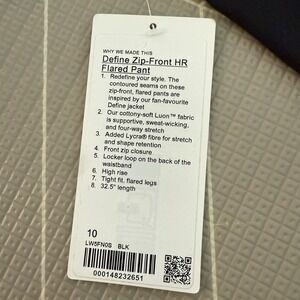 WHY WE MADE THIS
Define Zip-Front HR
Flared Pant
1. Redefine your style. The
contoured seams on these
zip-front, flared pants are
inspired by our fan-favourite
Define jacket
2. Our cottony-soft Luon™ fabric
is supportive, sweat-wicking,
and four-way stretch
3. Added Lycra® fibre for stretch
and shape retention
4. Front zip closure
5. Locker loop on the back of the
waistband
6. High rise
7. Tight fit, flared legs
8. 32.5" length
10
LW5FN0S BLK
000148232651